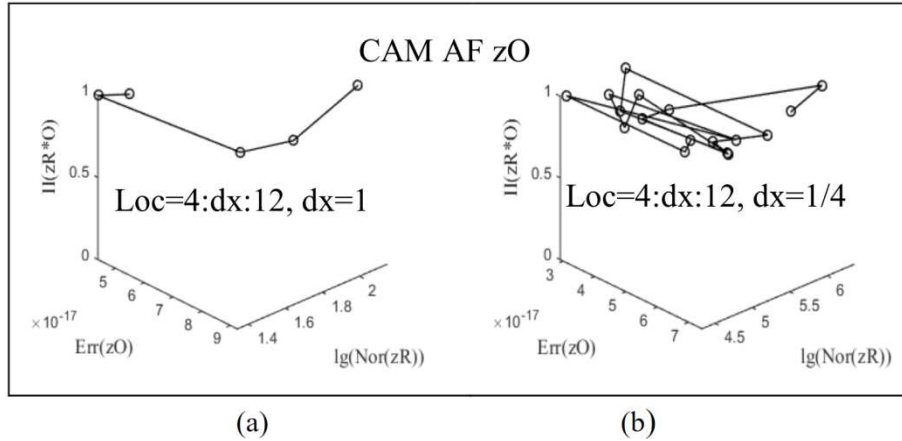 CAM AF zO
1
0.5
0
II(zR*O)
Loc=4:dx:12, dx=1
5
6
7
8
9
×10⁻¹⁷
Err(zO)
1.4
1.6
1.8
2
lg(Nor(zR))
(a)
1
0.5
0
II(zR*O)
Loc=4:dx:12, dx=1/4
3
4
5
6
7
×10⁻¹⁷
Err(zO)
4.5
5
5.5
6
lg(Nor(zR))
(b)